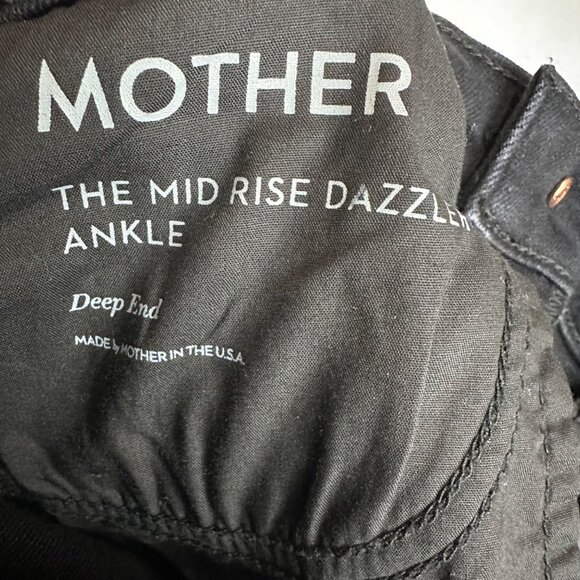 MOTHER
THE MID RISE DAZZLER
ANKLE
Deep End
MADE by MOTHER IN THE U.S.A.